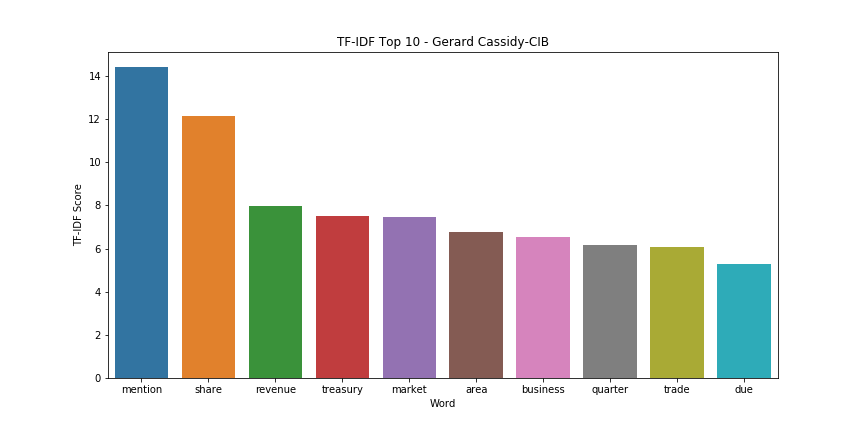 TF-IDF Top 10 - Gerard Cassidy-CIB
14
12
10
8
6
4
2
0
TF-IDF Score
mention share revenue treasury market area business quarter trade due
Word